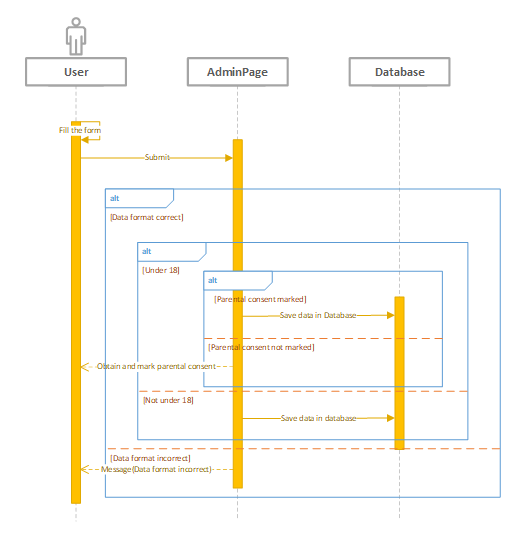 User
AdminPage
Database
Fill the form
Submit
alt
[Data format correct]
alt
[Under 18]
alt
[Parental consent marked]
Save data in Database
[Parental consent not marked]
Obtain and mark parental consent
[Not under 18]
Save data in database
[Data format incorrect]
Message(Data format incorrect)